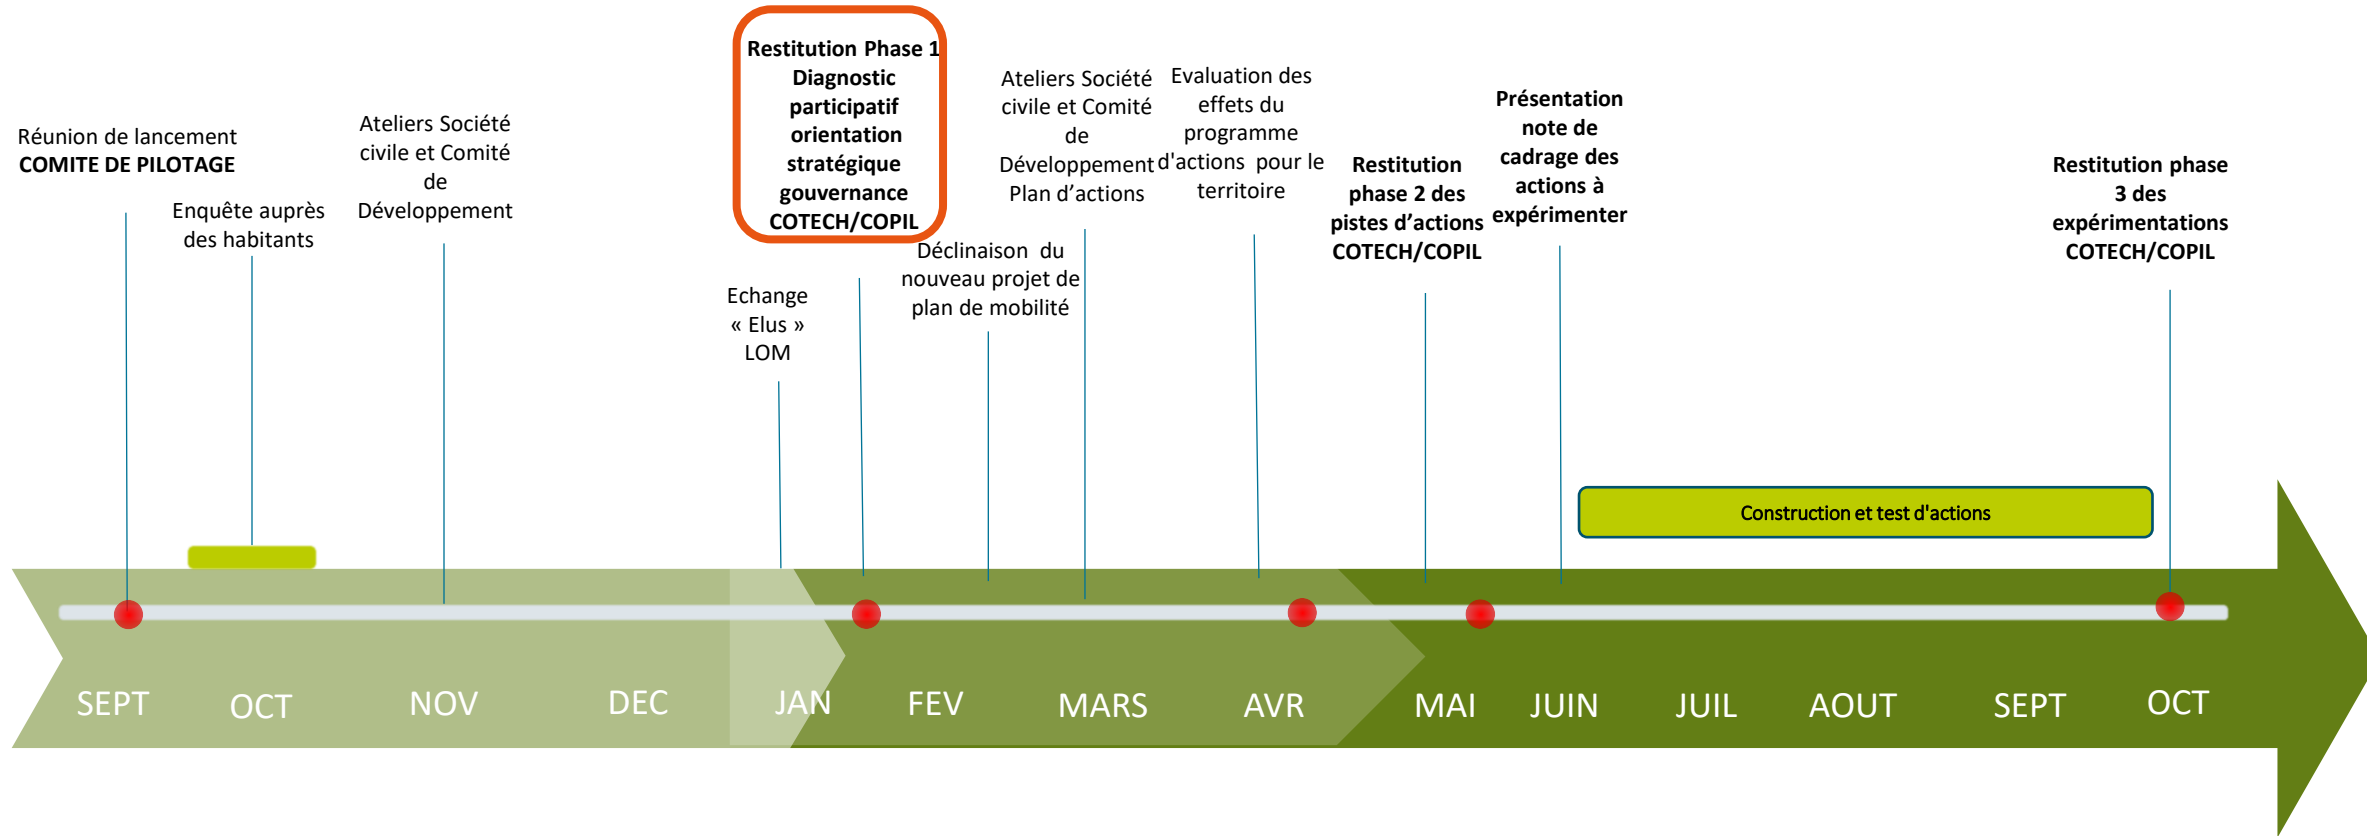 Réunion de lancement
COMITE DE PILOTAGE
Enquête auprès
des habitants
Ateliers Société
civile et Comité
de
Développement
Echange
« Elus »
LOM
Restitution Phase 1
Diagnostic
participatif
orientation
stratégique
gouvernance
COTECH/COPIL
Déclinaison du
nouveau projet de
plan de mobilité
Ateliers Société
civile et Comité
de
Développement
Plan d’actions
Evaluation des
effets du
programme
d'actions pour le
territoire
Restitution
phase 2 des
pistes d’actions
COTECH/COPIL
Présentation
note de
cadrage des
actions à
expérimenter
Restitution phase
3 des
expérimentations
COTECH/COPIL
Construction et test d'actions
SEPT
OCT
NOV
DEC
JAN
FEV
MARS
AVR
MAI
JUIN
JUIL
AOUT
SEPT
OCT